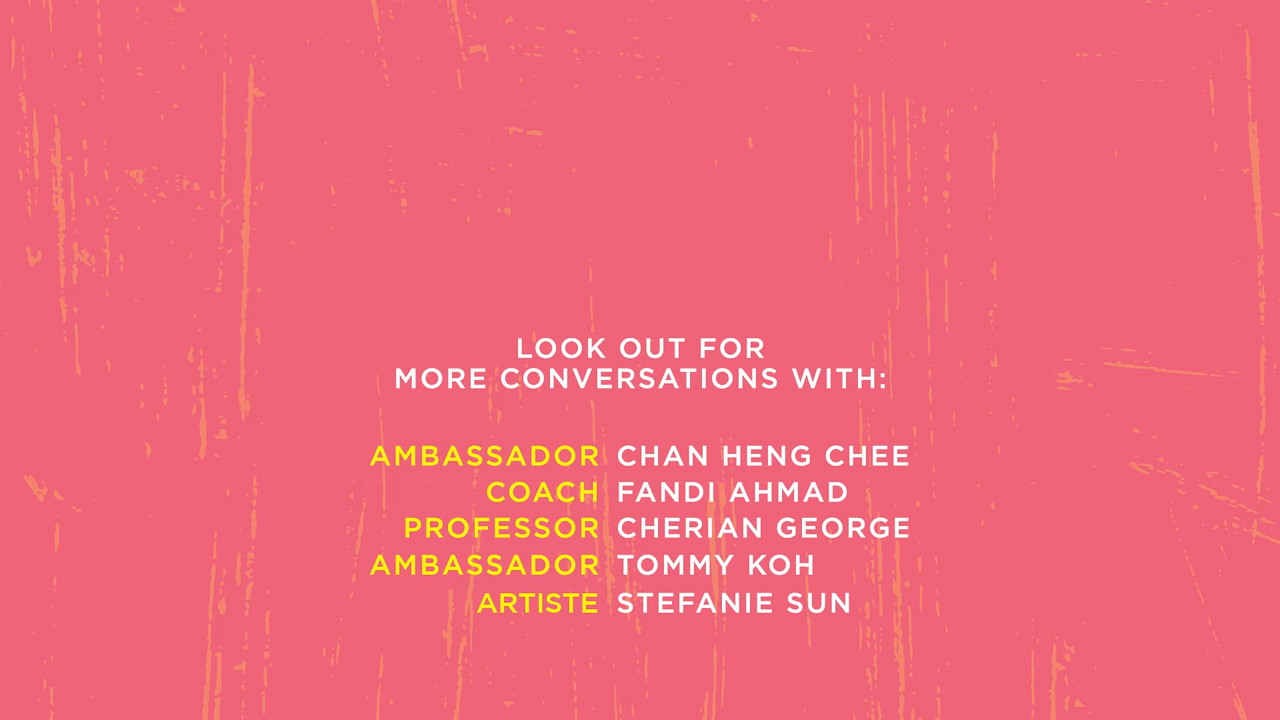 LOOK OUT FOR
MORE CONVERSATIONS WITH:
AMBASSADOR CHAN HENG CHEE
COACH FANDI AHMAD
PROFESSOR CHERIAN GEORGE
AMBASSADOR TOMMY KOH
ARTISTE STEFANIE SUN